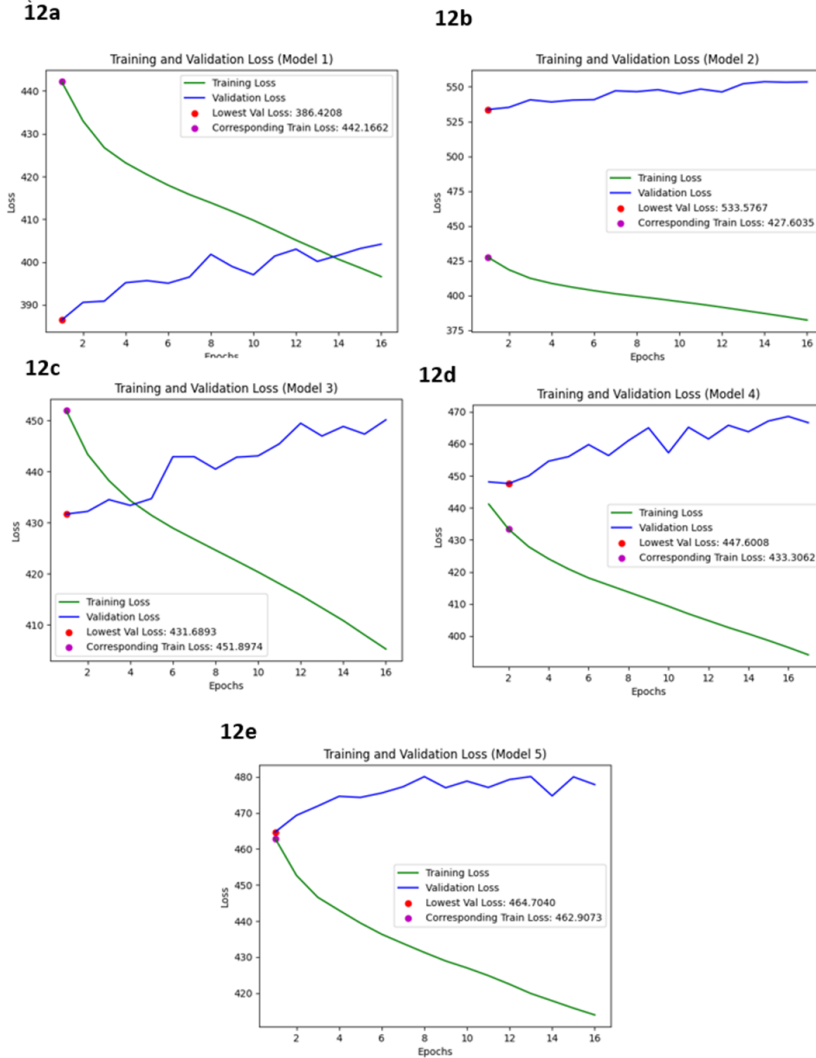 12a
Training and Validation Loss (Model 1)
Training Loss
Validation Loss
Lowest Val Loss: 386.4208
Corresponding Train Loss: 442.1662
440
430
420
410
400
390
Loss
2 4 6 8 10 12 14 16
Epochs
12b
Training and Validation Loss (Model 2)
550
525
500
475
450
425
400
375
Loss
Training Loss
Validation Loss
Lowest Val Loss: 533.5767
Corresponding Train Loss: 427.6035
2 4 6 8 10 12 14 16
Epochs
12c
Training and Validation Loss (Model 3)
450
440
430
420
410
Loss
Training Loss
Validation Loss
Lowest Val Loss: 431.6893
Corresponding Train Loss: 451.8974
2 4 6 8 10 12 14 16
Epochs
12d
Training and Validation Loss (Model 4)
470
460
450
440
430
420
410
400
Loss
Training Loss
Validation Loss
Lowest Val Loss: 447.6008
Corresponding Train Loss: 433.3062
2 4 6 8 10 12 14 16
Epochs
12e
Training and Validation Loss (Model 5)
480
470
460
450
440
430
420
Loss
Training Loss
Validation Loss
Lowest Val Loss: 464.7040
Corresponding Train Loss: 462.9073
2 4 6 8 10 12 14 16
Epochs